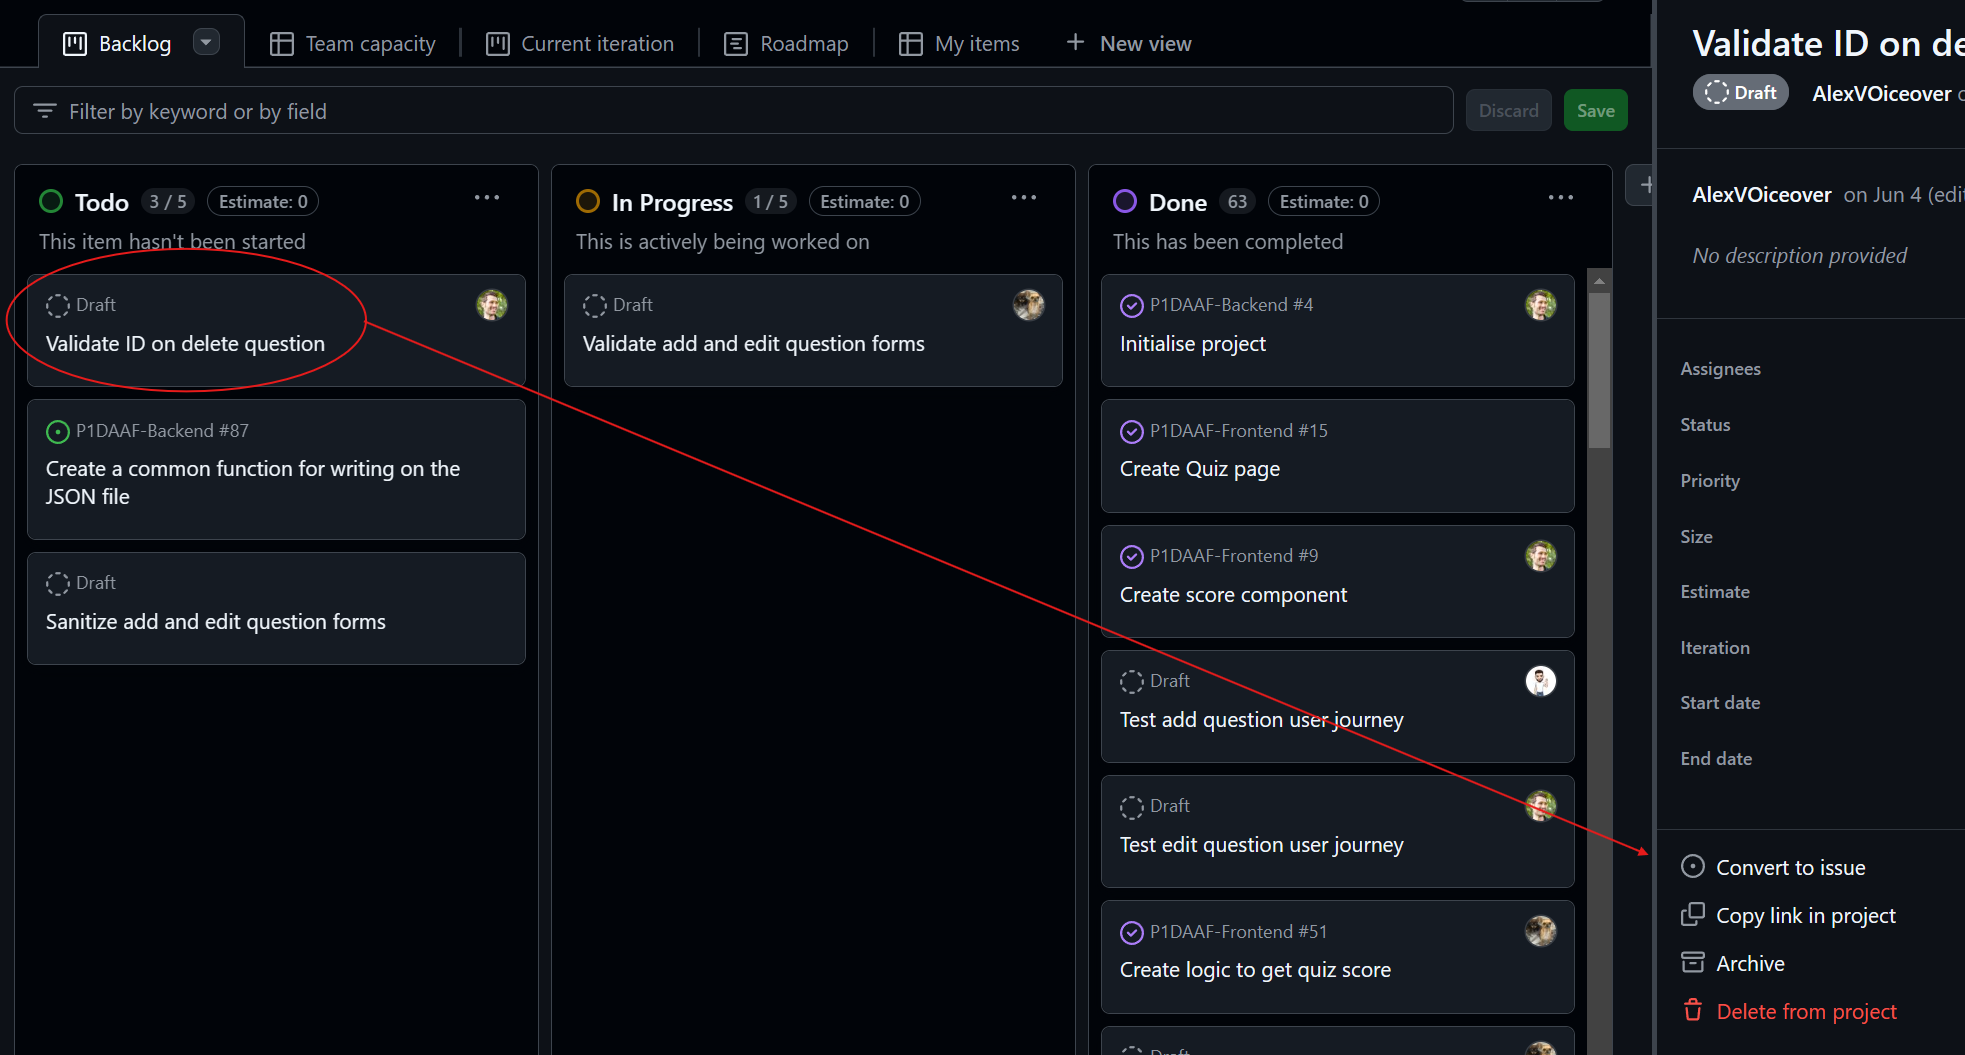 Backlog
Team capacity
Current iteration
Roadmap
My items
New view
Filter by keyword or by field
Discard
Save
Todo 3 / 5 Estimate: 0
This item hasn't been started
Draft
Validate ID on delete question
P1DAAF-Backend #87
Create a common function for writing on the
JSON file
Draft
Sanitize add and edit question forms
In Progress 1 / 5 Estimate: 0
This is actively being worked on
Draft
Validate add and edit question forms
Done 63 Estimate: 0
This has been completed
P1DAAF-Backend #4
Initialise project
P1DAAF-Frontend #15
Create Quiz page
P1DAAF-Frontend #9
Create score component
Draft
Test add question user journey
Draft
Test edit question user journey
P1DAAF-Frontend #51
Create logic to get quiz score
Draft
Validate ID on de
Draft AlexVOiceover
AlexVOiceover on Jun 4 (edit
No description provided
Assignees
Status
Priority
Size
Estimate
Iteration
Start date
End date
Convert to issue
Copy link in project
Archive
Delete from project